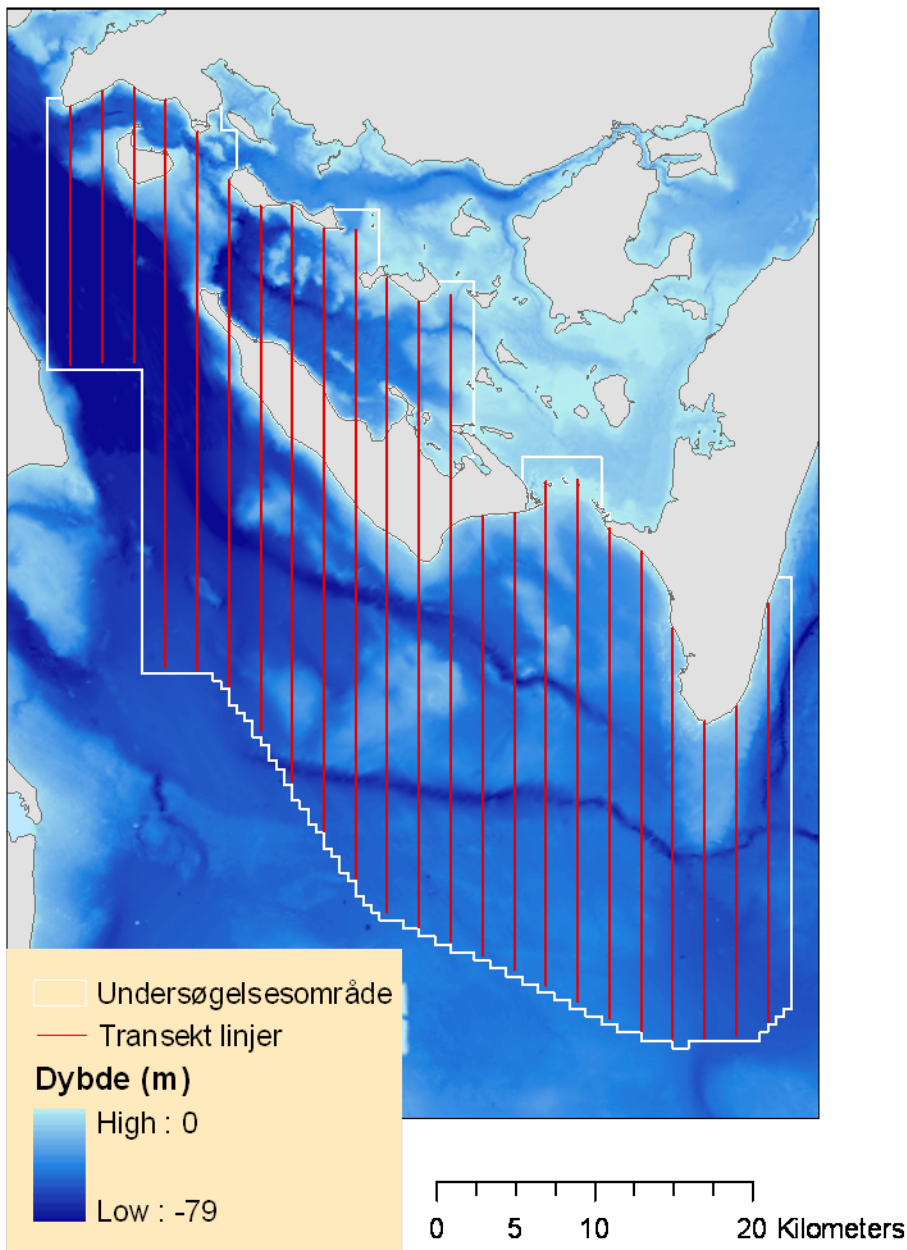 Undersøgelsesområde
Transekt linjer
Dybde (m)
High : 0
Low : -79
0 5 10 20 Kilometers